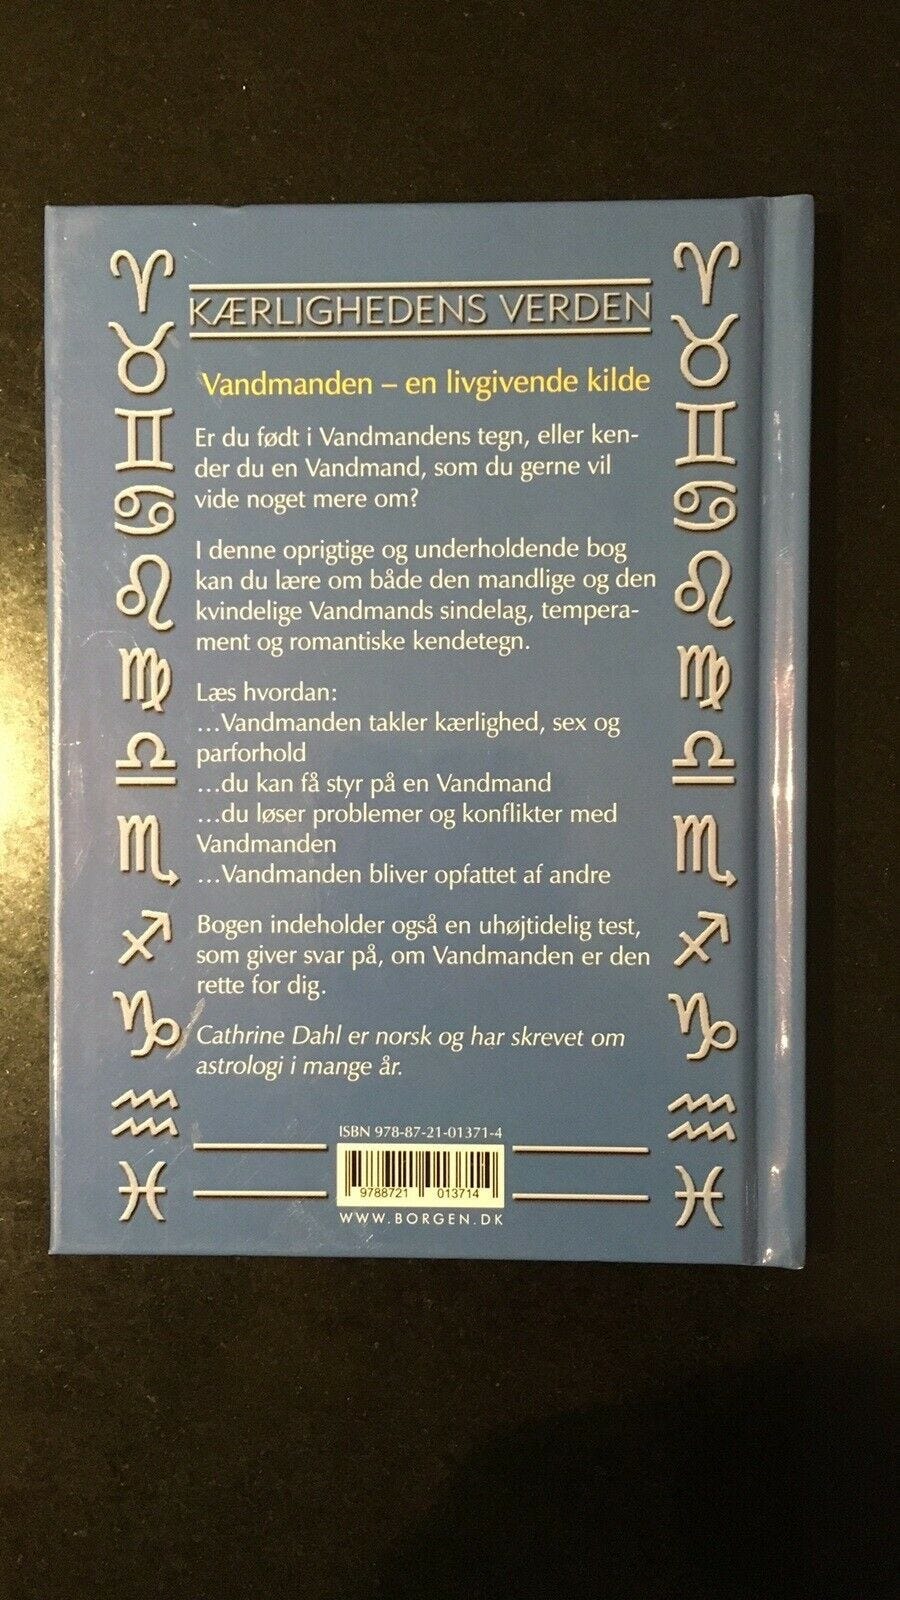 KÆRLIGHEDENS VERDEN
Vandmanden – en livgivende kilde
Er du født i Vandmandens tegn, eller ken-
der du en Vandmand, som du gerne vil
vide noget mere om?
I denne oprigtige og underholdende bog
kan du lære om både den mandlige og den
kvindelige Vandmands sindelag, tempera-
ment og romantiske kendetegn.
Læs hvordan:
...Vandmanden takler kærlighed, sex og
parforhold
...du kan få styr på en Vandmand
...du løser problemer og konflikter med
Vandmanden
...Vandmanden bliver opfattet af andre
Bogen indeholder også en uhøjtidelig test,
som giver svar på, om Vandmanden er den
rette for dig.
Cathrine Dahl er norsk og har skrevet om
astrologi i mange år.
ISBN 978-87-21-01371-4
9788721 013714
WWW.BORGEN.DK